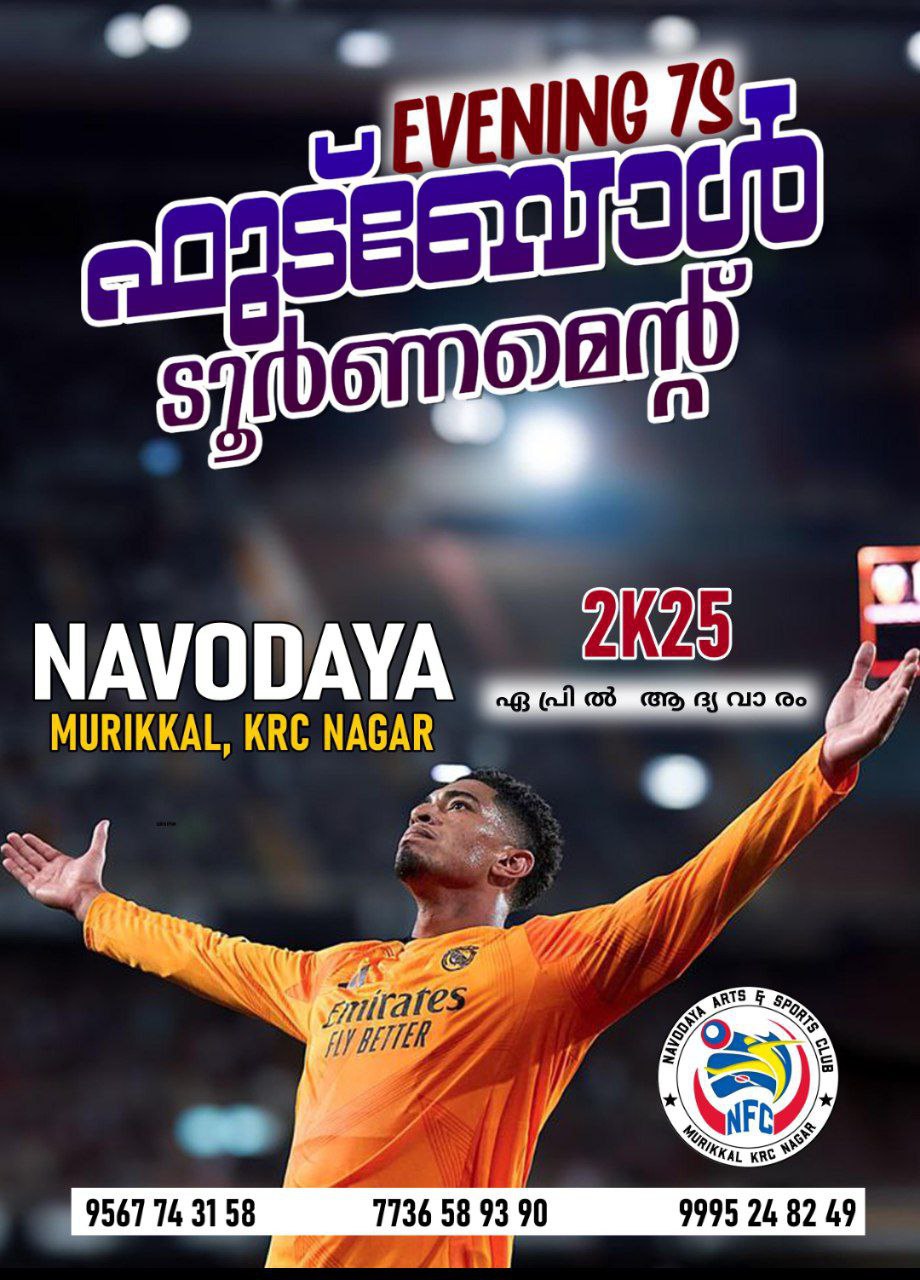 EVENING 7S
ഫുട്ബോൾ
ടൂർണമെന്റ്
2K25
ഏപ്രിൽ ആദ്യവാരം
NAVODAYA
MURIKKAL, KRC NAGAR
Emirates
FLY BETTER
NAVODAYA ARTS & SPORTS CLUB
NFC
MURIKKAL KRC NAGAR
9567 74 31 58 7736 58 93 90 9995 24 82 49